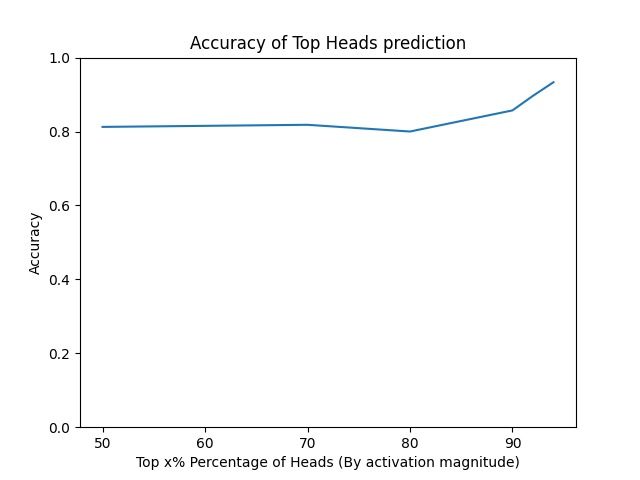 Accuracy of Top Heads prediction
1.0
0.8
0.6
0.4
0.2
0.0
Accuracy
50 60 70 80 90
Top x% Percentage of Heads (By activation magnitude)